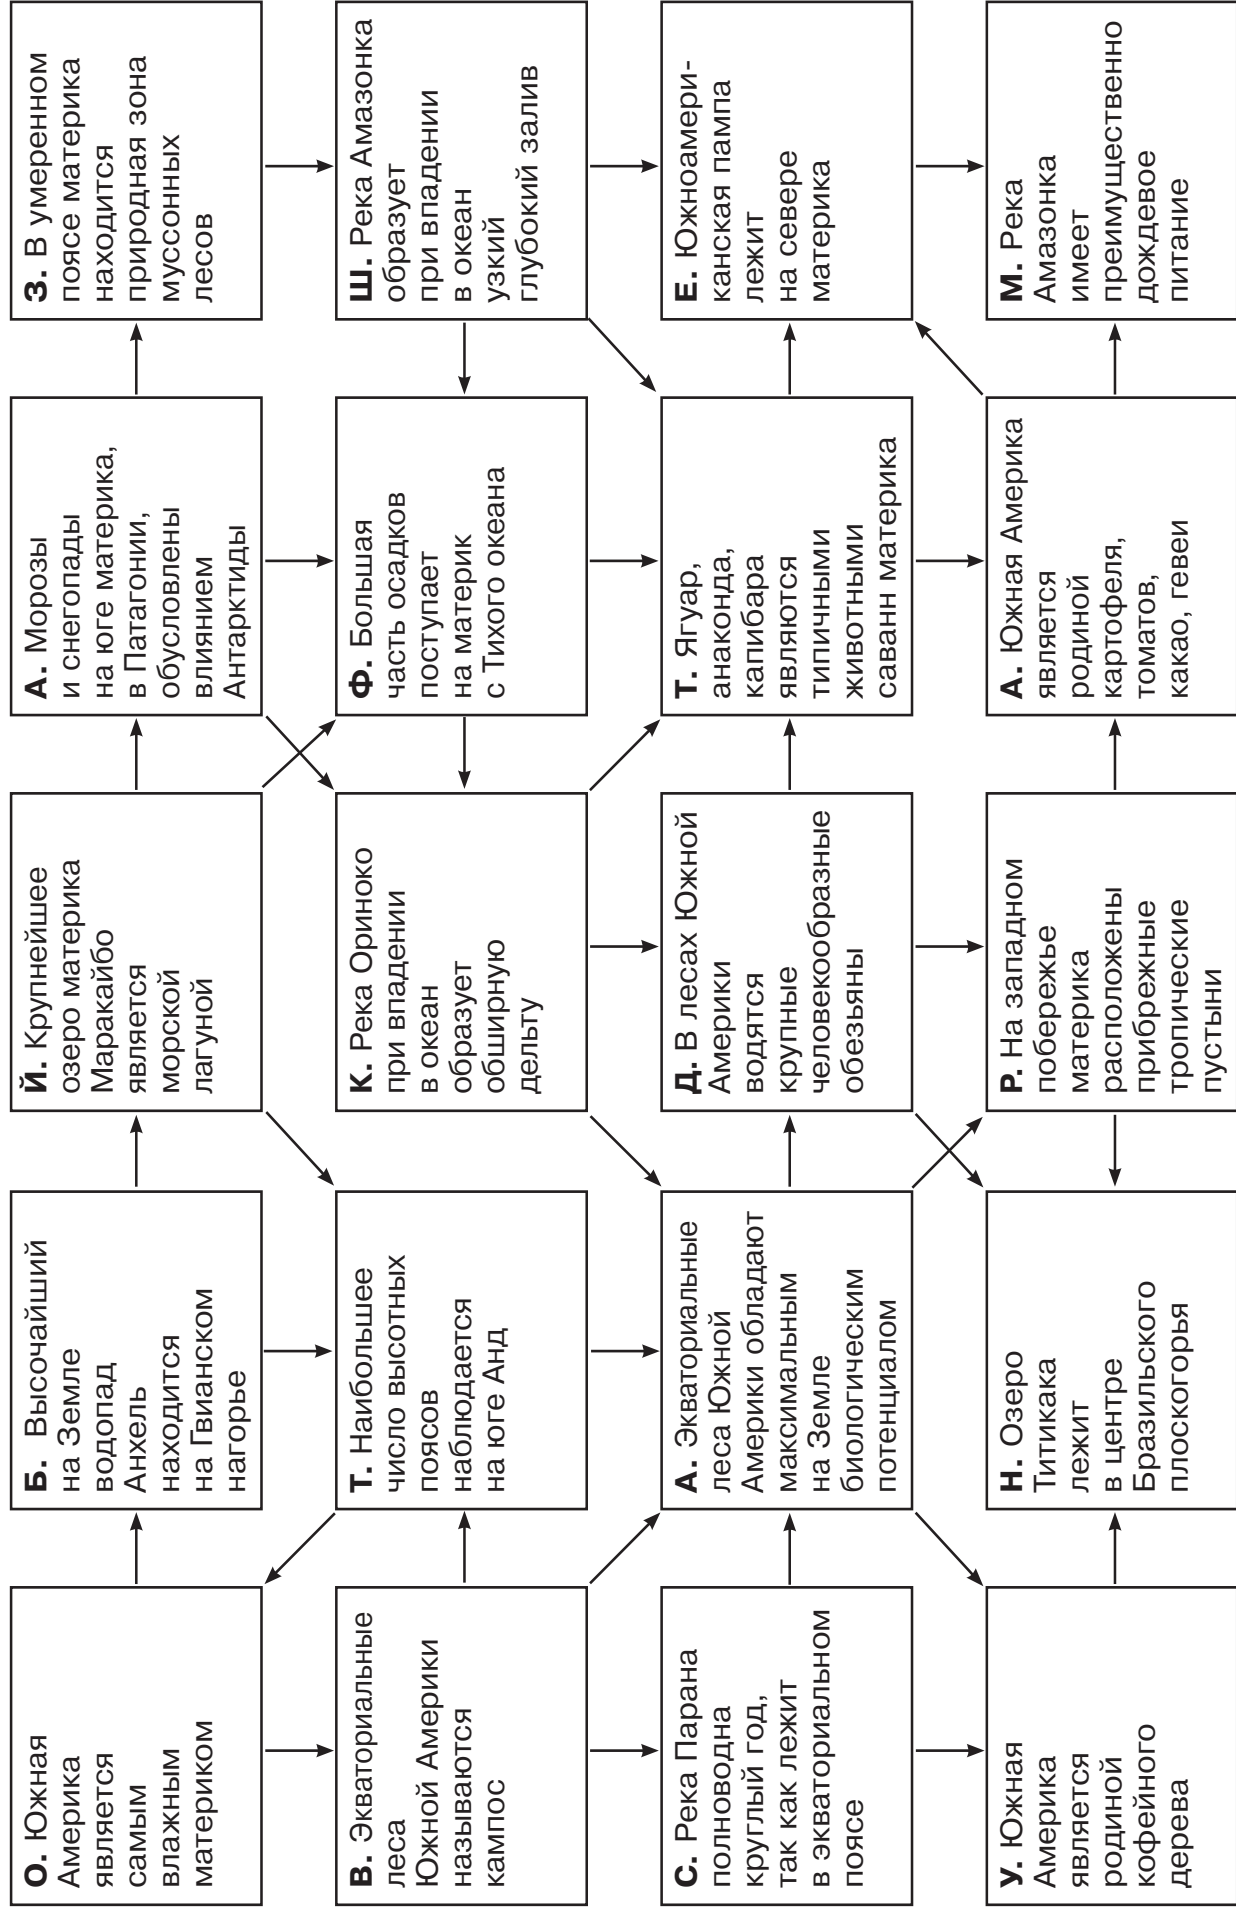 О. Южная
Америка
является
самым
влажным
материком
Б. Высочайший
на Земле
водопад
Анхель
находится
на Гвианском
нагорье
Й. Крупнейшее
озеро материка
Маракайбо
является
морской
лагуной
А. Морозы
и снегопады
на юге материка,
в Патагонии,
обусловлены
влиянием
Антарктиды
З. В умеренном
поясе материка
находится
природная зона
муссонных
лесов
В. Экваториальные
леса
Южной Америки
называются
кампос
Т. Наибольшее
число высотных
поясов
наблюдается
на юге Анд
К. Река Ориноко
при впадении
в океан
образует
обширную
дельту
Ф. Большая
часть осадков
поступает
на материк
с Тихого океана
Ш. Река Амазонка
образует
при впадении
в океан
узкий
глубокий залив
С. Река Парана
полноводна
круглый год,
так как лежит
в экваториальном
поясе
А. Экваториальные
леса Южной
Америки обладают
максимальным
на Земле
биологическим
потенциалом
Д. В лесах Южной
Америки
водятся
крупные
человекообразные
обезьяны
Т. Ягуар,
анаконда,
капибара
являются
типичными
животными
саванн материка
Е. Южноамери-
канская пампа
лежит
на севере
материка
У. Южная
Америка
является
родиной
кофейного
дерева
Н. Озеро
Титикака
лежит
в центре
Бразильского
плоскогорья
Р. На западном
побережье
материка
расположены
прибрежные
тропические
пустыни
А. Южная Америка
является
родиной
картофеля,
томатов,
какао, гевеи
М. Река
Амазонка
имеет
преимущественно
дождевое
питание